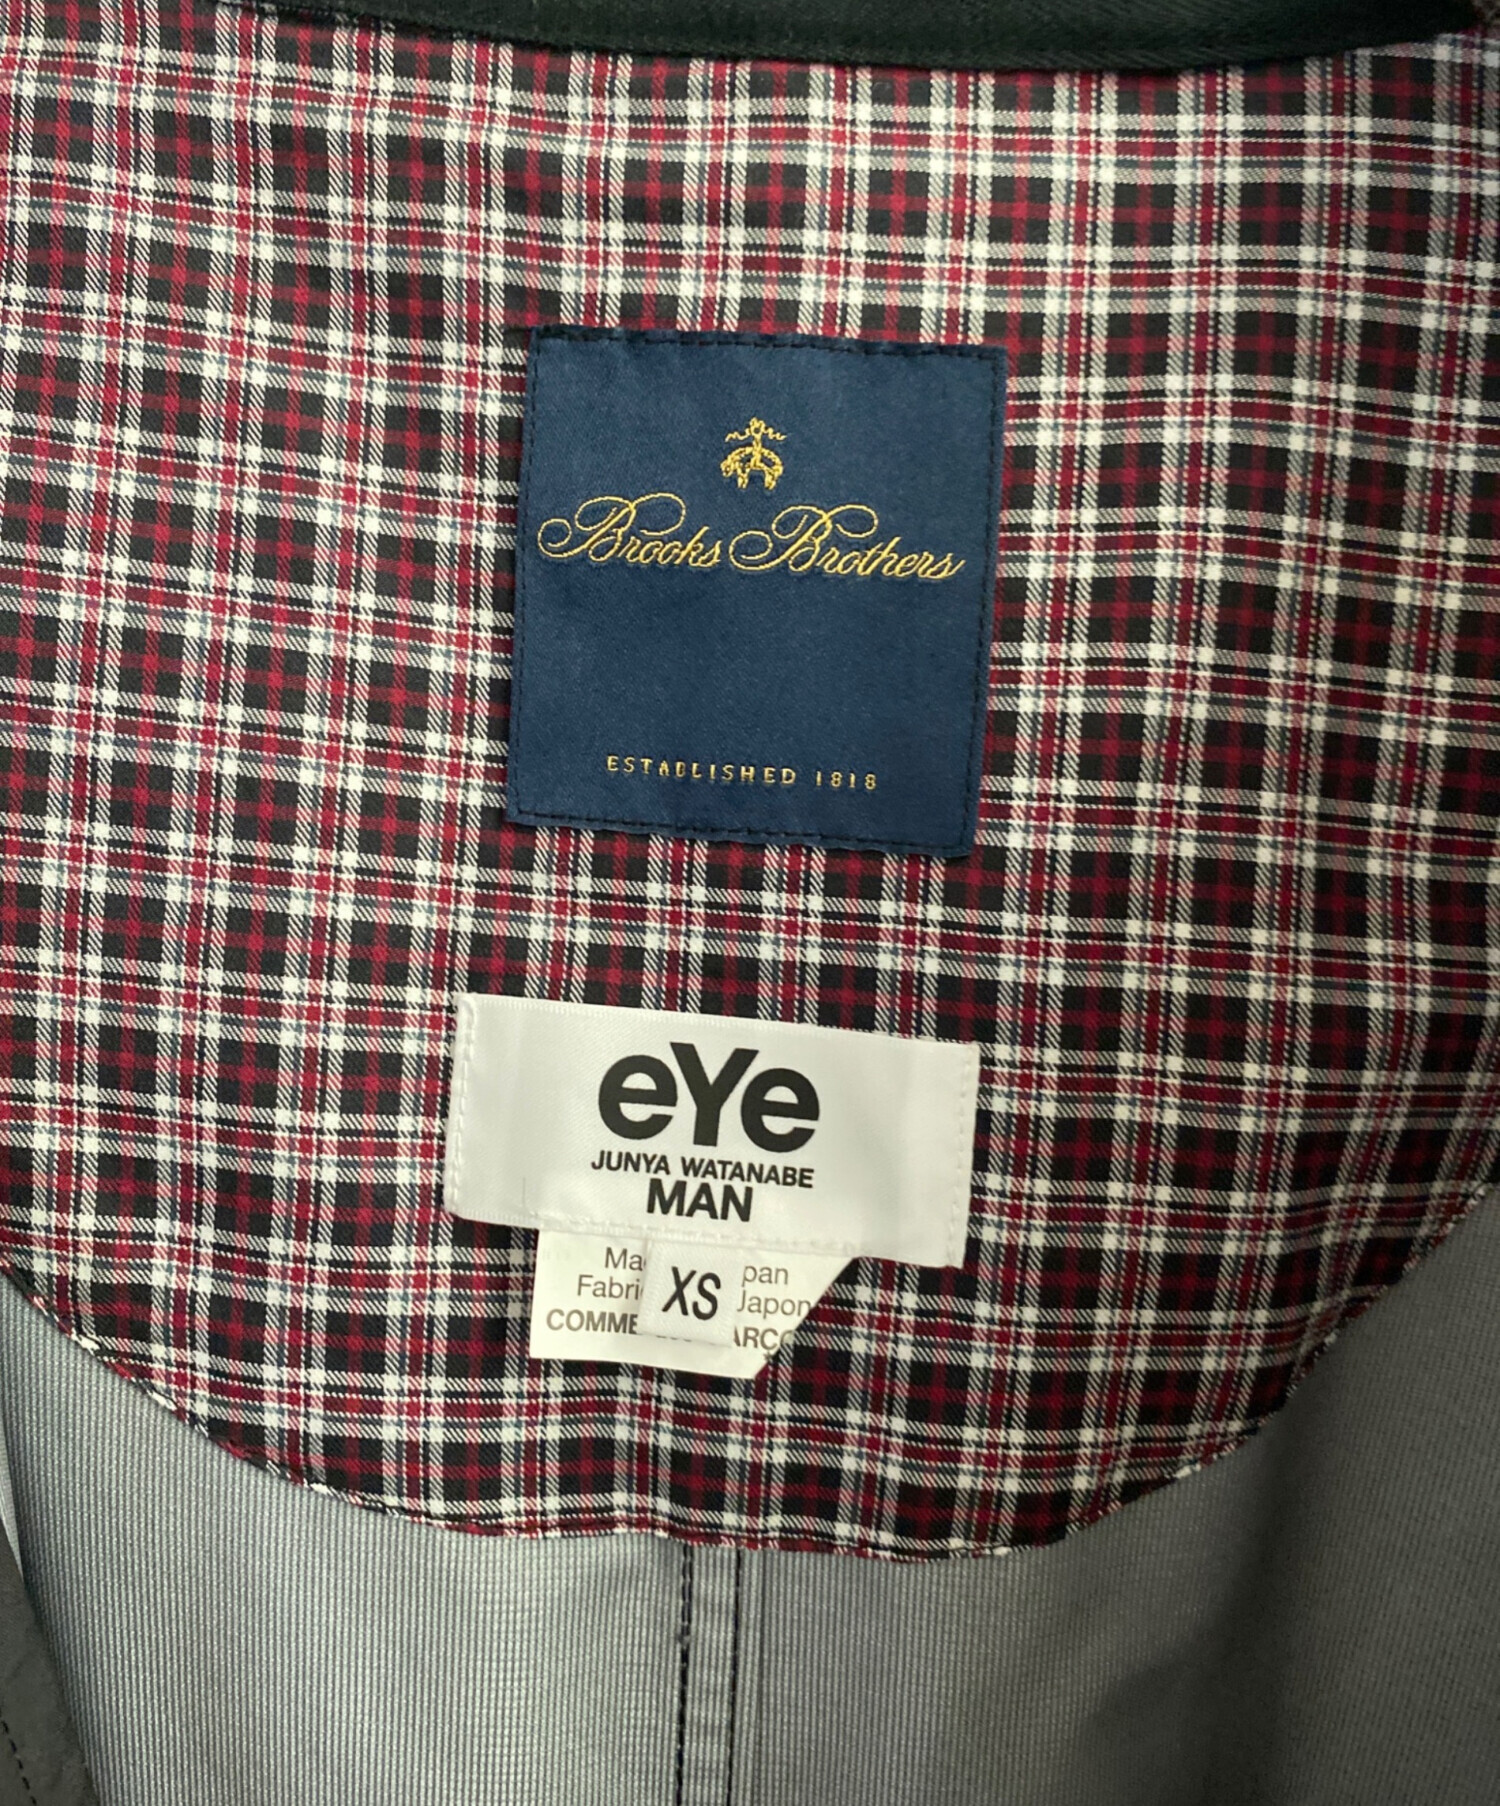 Brooks Brothers
ESTABLISHED 1818
eYe
JUNYA WATANABE
MAN
XS